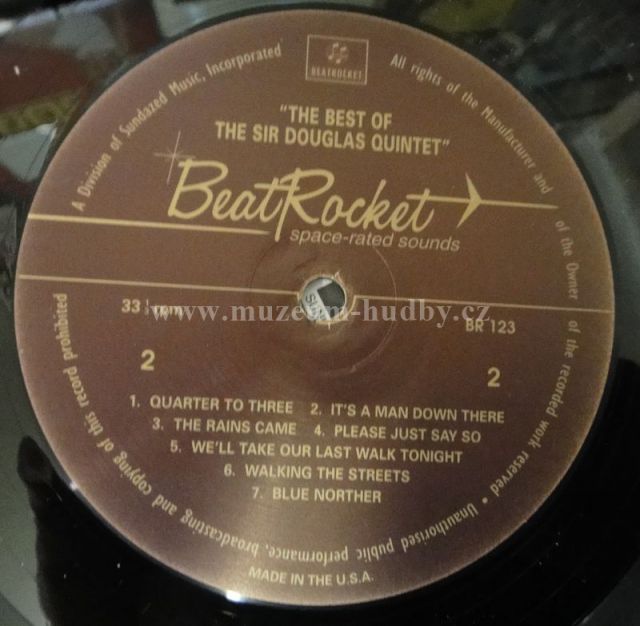 BEATROCKET
A Division of Sundazed Music, Incorporated
All rights of the Manufacturer and of the Owner of the recorded work reserved • Unauthorised public performance, broadcasting and copying of this record prohibited
"THE BEST OF
THE SIR DOUGLAS QUINTET"
BeatRocket
space-rated sounds
www.muzeum-hudby.cz
33 rpm
BR 123
2 2
1. QUARTER TO THREE 2. IT'S A MAN DOWN THERE
3. THE RAINS CAME 4. PLEASE JUST SAY SO
5. WE'LL TAKE OUR LAST WALK TONIGHT
6. WALKING THE STREETS
7. BLUE NORTHER
MADE IN THE U.S.A.